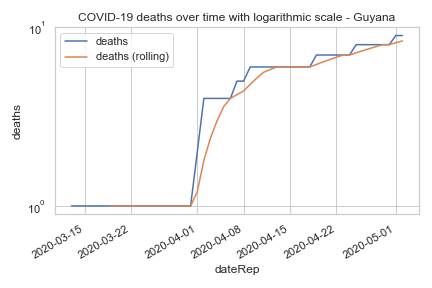 COVID-19 deaths over time with logarithmic scale - Guyana
10¹
deaths
deaths (rolling)
deaths
10⁰
2020-03-15
2020-03-22
2020-04-01
2020-04-08
2020-04-15
2020-04-22
2020-05-01
dateRep